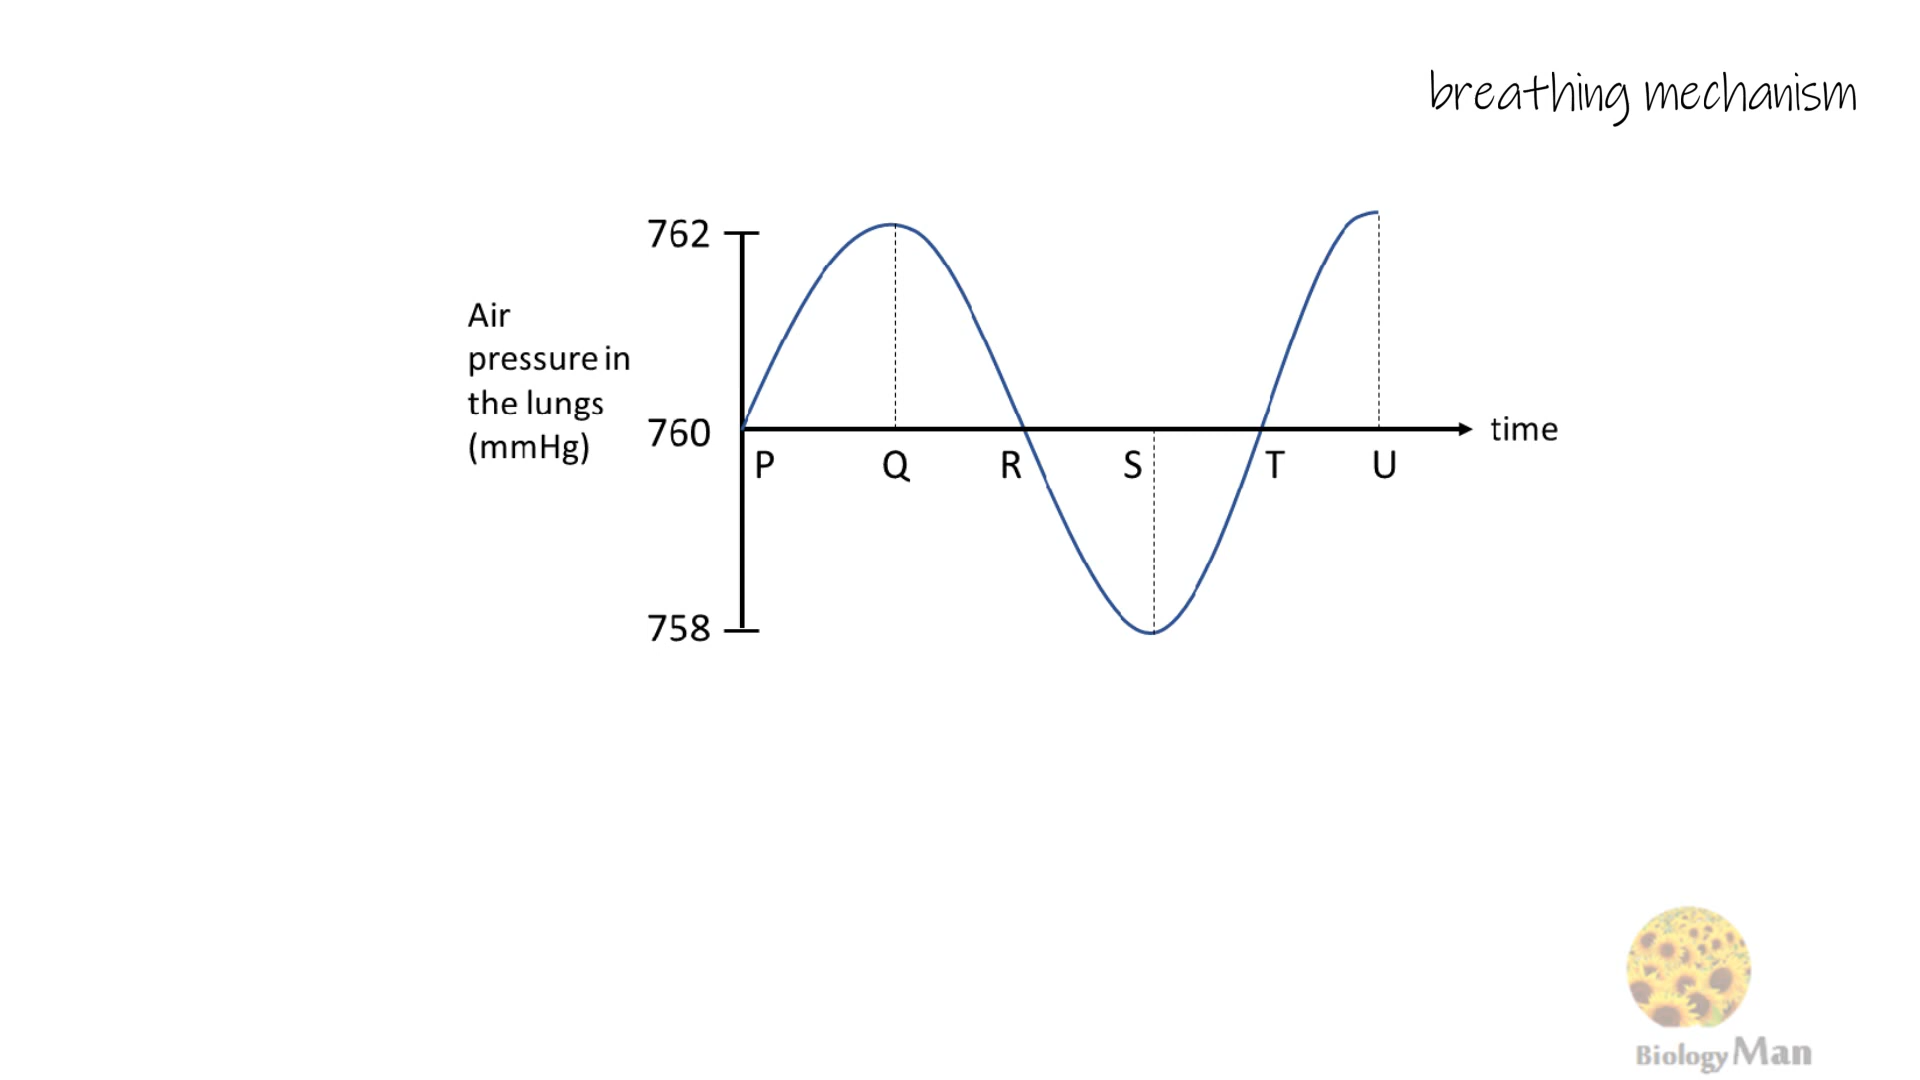 breathing mechanism
762
Air
pressure in
the lungs
(mmHg)
760
time
P Q R S T U
758
Biology Man